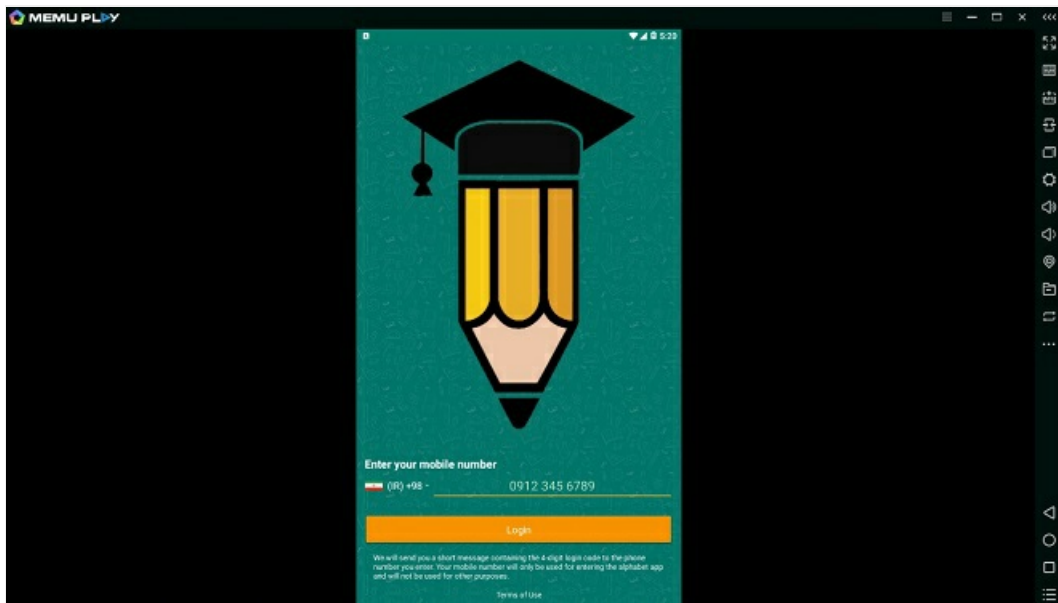 MEMU PLAY
5:20
Enter your mobile number
(IR) +98 -
0912 345 6789
Login
We will send you a short message containing the 4-digit login code to the phone
number you enter. Your mobile number will only be used for entering the alphabet app
and will not be used for other purposes.
Terms of Use